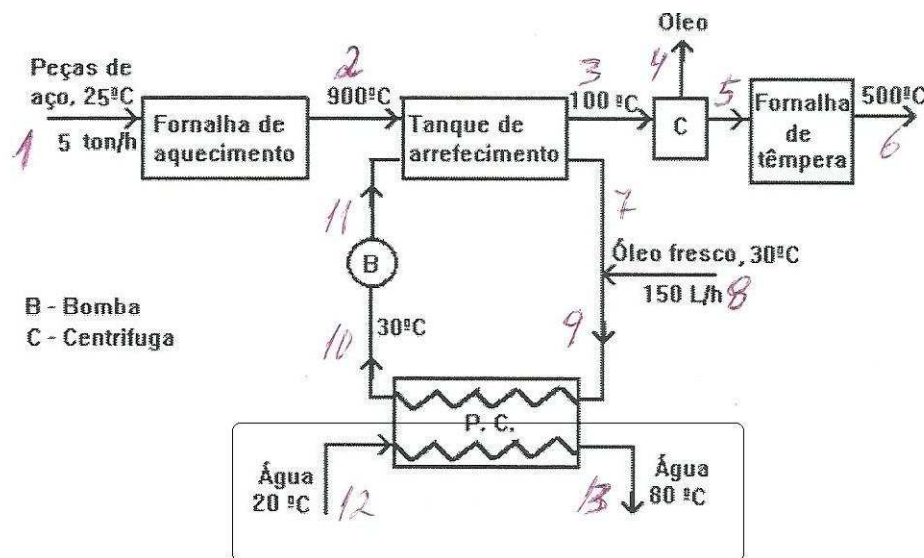 Óleo
4
Peças de
aço, 25ºC
1
5 ton/h
Fornalha de
aquecimento
2
900ºC
Tanque de
arrefecimento
3
100 ºC
C
5
Fornalha
de
têmpera
500ºC
6
11
7
B
Óleo fresco, 30ºC
150 L/h
8
B - Bomba
C - Centrifuga
10
30ºC
9
P. C.
Água
20 ºC
12
13
Água
80 ºC